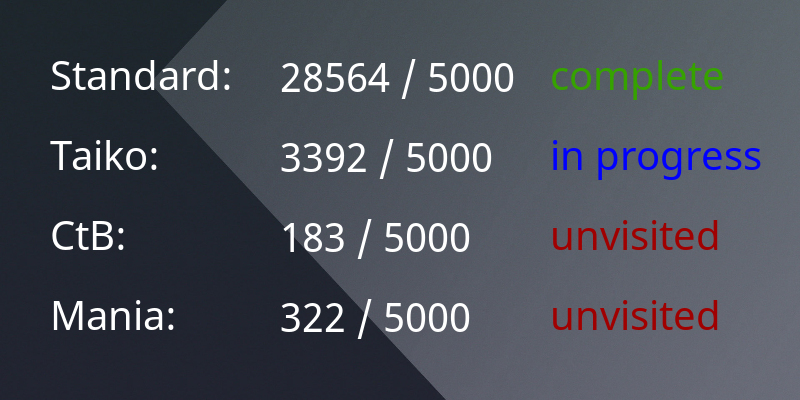 Standard: 28564 / 5000 complete
Taiko: 3392 / 5000 in progress
CtB: 183 / 5000 unvisited
Mania: 322 / 5000 unvisited